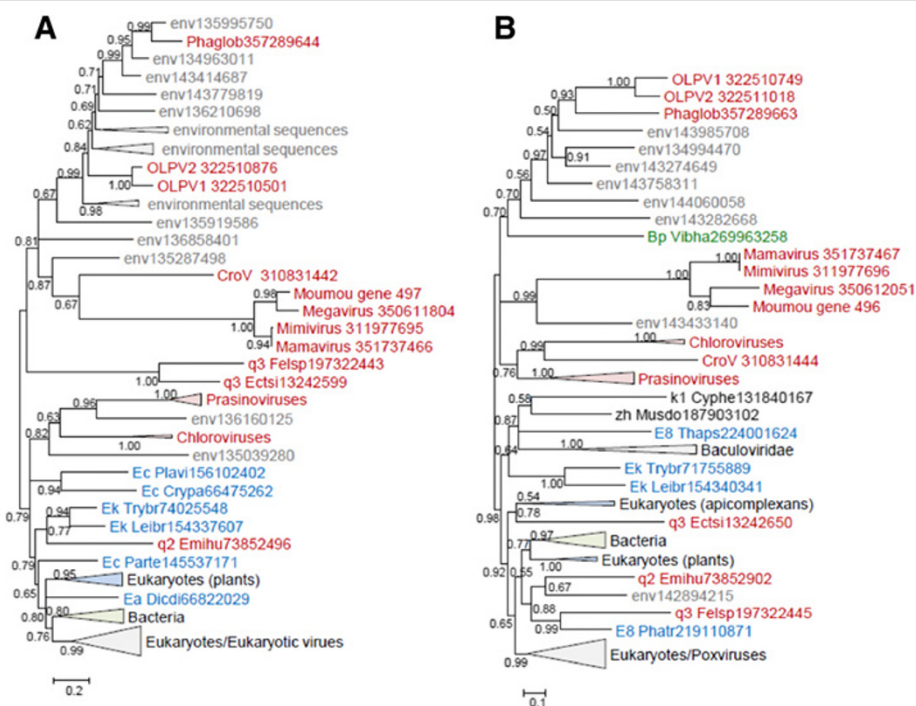 A
0.99
env135995750
0.95
Phaglob357289644
0.99
env134963011
0.71
env143414687
0.71
env143779819
0.69
env136210698
0.62
environmental sequences
0.84
environmental sequences
OLPV2 322510876
0.99
1.00
OLPV1 322510501
0.67
0.98
environmental sequences
env135919586
0.81
env136858401
env135287498
0.87
CroV 310831442
0.67
0.98
Moumou gene 497
Megavirus 350611804
1.00
Mimivirus 311977695
0.94
Mamavirus 351737466
q3 Felsp197322443
1.00
q3 Ectsi13242599
1.00
0.96
Prasinoviruses
0.63
env136160125
0.82
Chloroviruses
1.00
env135039280
Ec Plavi156102402
0.94
Ec Crypa66475262
0.79
0.94
Ek Trybr74025548
0.77
Ek Leibr154337607
q2 Emihu73852496
0.79
Ec Parte145537171
0.95
Eukaryotes (plants)
0.65
Ea Dicdi66822029
0.80
0.80
Bacteria
0.76
Eukaryotes/Eukaryotic virues
0.99
0.2
B
1.00
OLPV1 322510749
0.93
OLPV2 322511018
0.50
Phaglob357289663
0.54
env143985708
0.97
env134994470
0.91
env143274649
0.56
env143758311
0.70
env144060058
0.70
env143282668
Bp Vibha269963258
1.00
Mamavirus 351737467
1.00
Mimivirus 311977696
Megavirus 350612051
0.99
0.83
Moumou gene 496
env143433140
0.99
1.00
Chloroviruses
CroV 310831444
0.76
1.00
Prasinoviruses
0.58
k1 Cyphe131840167
0.87
zh Musdo187903102
E8 Thaps224001624
0.64
1.00
Baculoviridae
Ek Trybr71755889
1.00
Ek Leibr154340341
0.54
Eukaryotes (apicomplexans)
0.98
0.78
q3 Ectsi13242650
0.97
Bacteria
0.77
Eukaryotes (plants)
1.00
0.92
0.55
q2 Emihu73852902
0.67
env142894215
0.88
q3 Felsp197322445
0.65
0.99
E8 Phatr219110871
Eukaryotes/Poxviruses
0.99
0.1